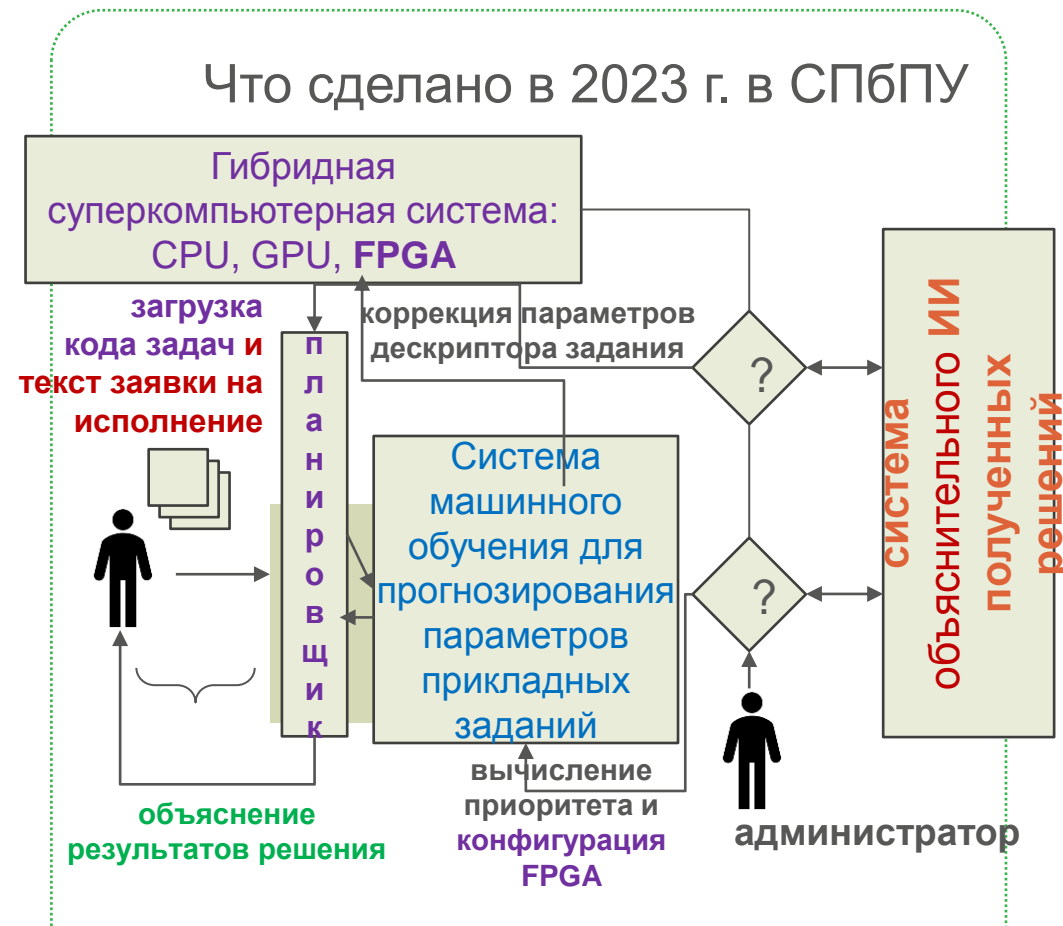 Что сделано в 2023 г. в СПбПУ
Гибридная
суперкомпьютерная система:
CPU, GPU, FPGA
загрузка
кода задач и
текст заявки на
исполнение
коррекция параметров
дескриптора задания
планировщик
Система
машинного
обучения для
прогнозирования
параметров
прикладных
заданий
?
?
система
объяснительного ИИ
полученных
решений
вычисление
приоритета и
конфигурация
FPGA
администратор
объяснение
результатов решения